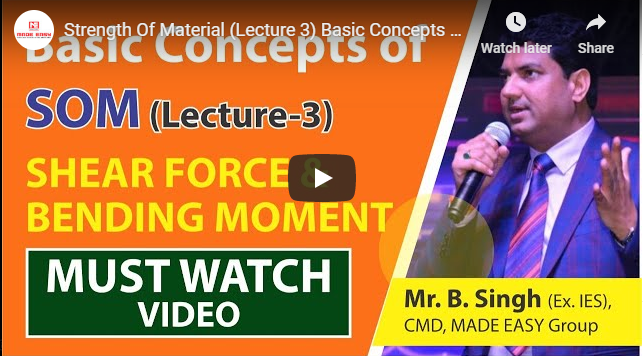 MADE EASY
Strength Of Material (Lecture 3) Basic Concepts ...
Watch later
Share
Basic Concepts of
SOM (Lecture-3)
SHEAR FORCE &
BENDING MOMENT
MUST WATCH
VIDEO
Mr. B. Singh (Ex. IES),
CMD, MADE EASY Group